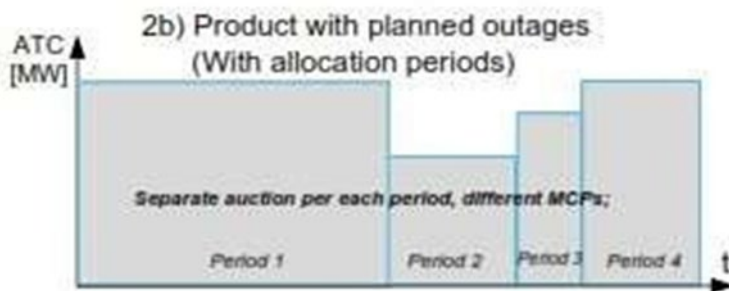 2b) Product with planned outages
(With allocation periods)
ATC
[MW]
Separate auction per each period, different MCPs;
Period 1
Period 2
Period 3
Period 4
t